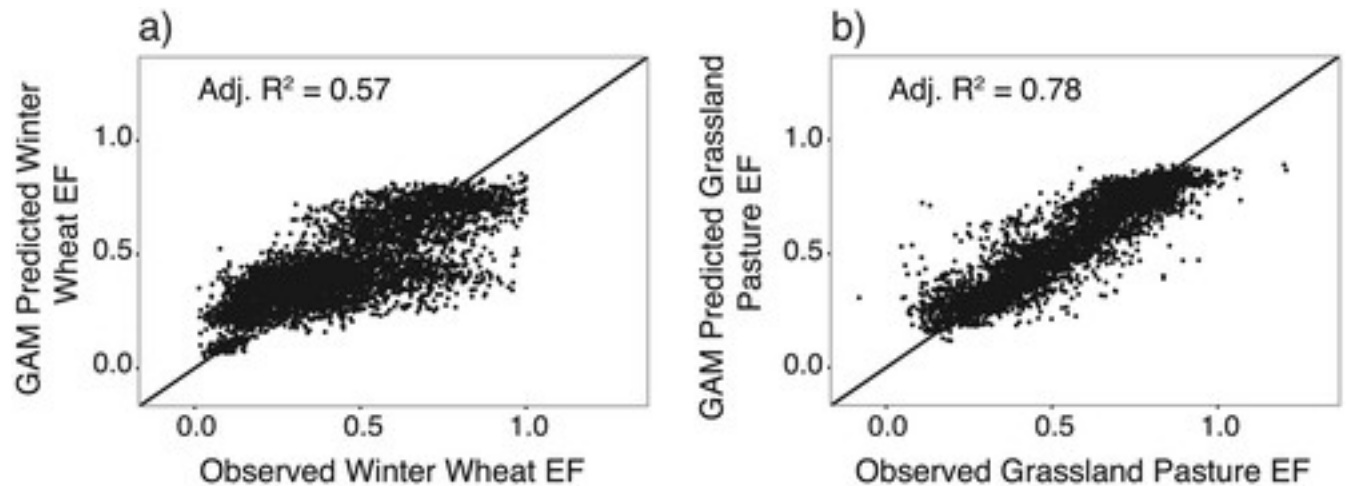 a)
Adj. R² = 0.57
GAM Predicted Winter
Wheat EF
1.0
0.5
0.0
0.0 0.5 1.0
Observed Winter Wheat EF
b)
Adj. R² = 0.78
GAM Predicted Grassland
Pasture EF
1.0
0.5
0.0
0.0 0.5 1.0
Observed Grassland Pasture EF